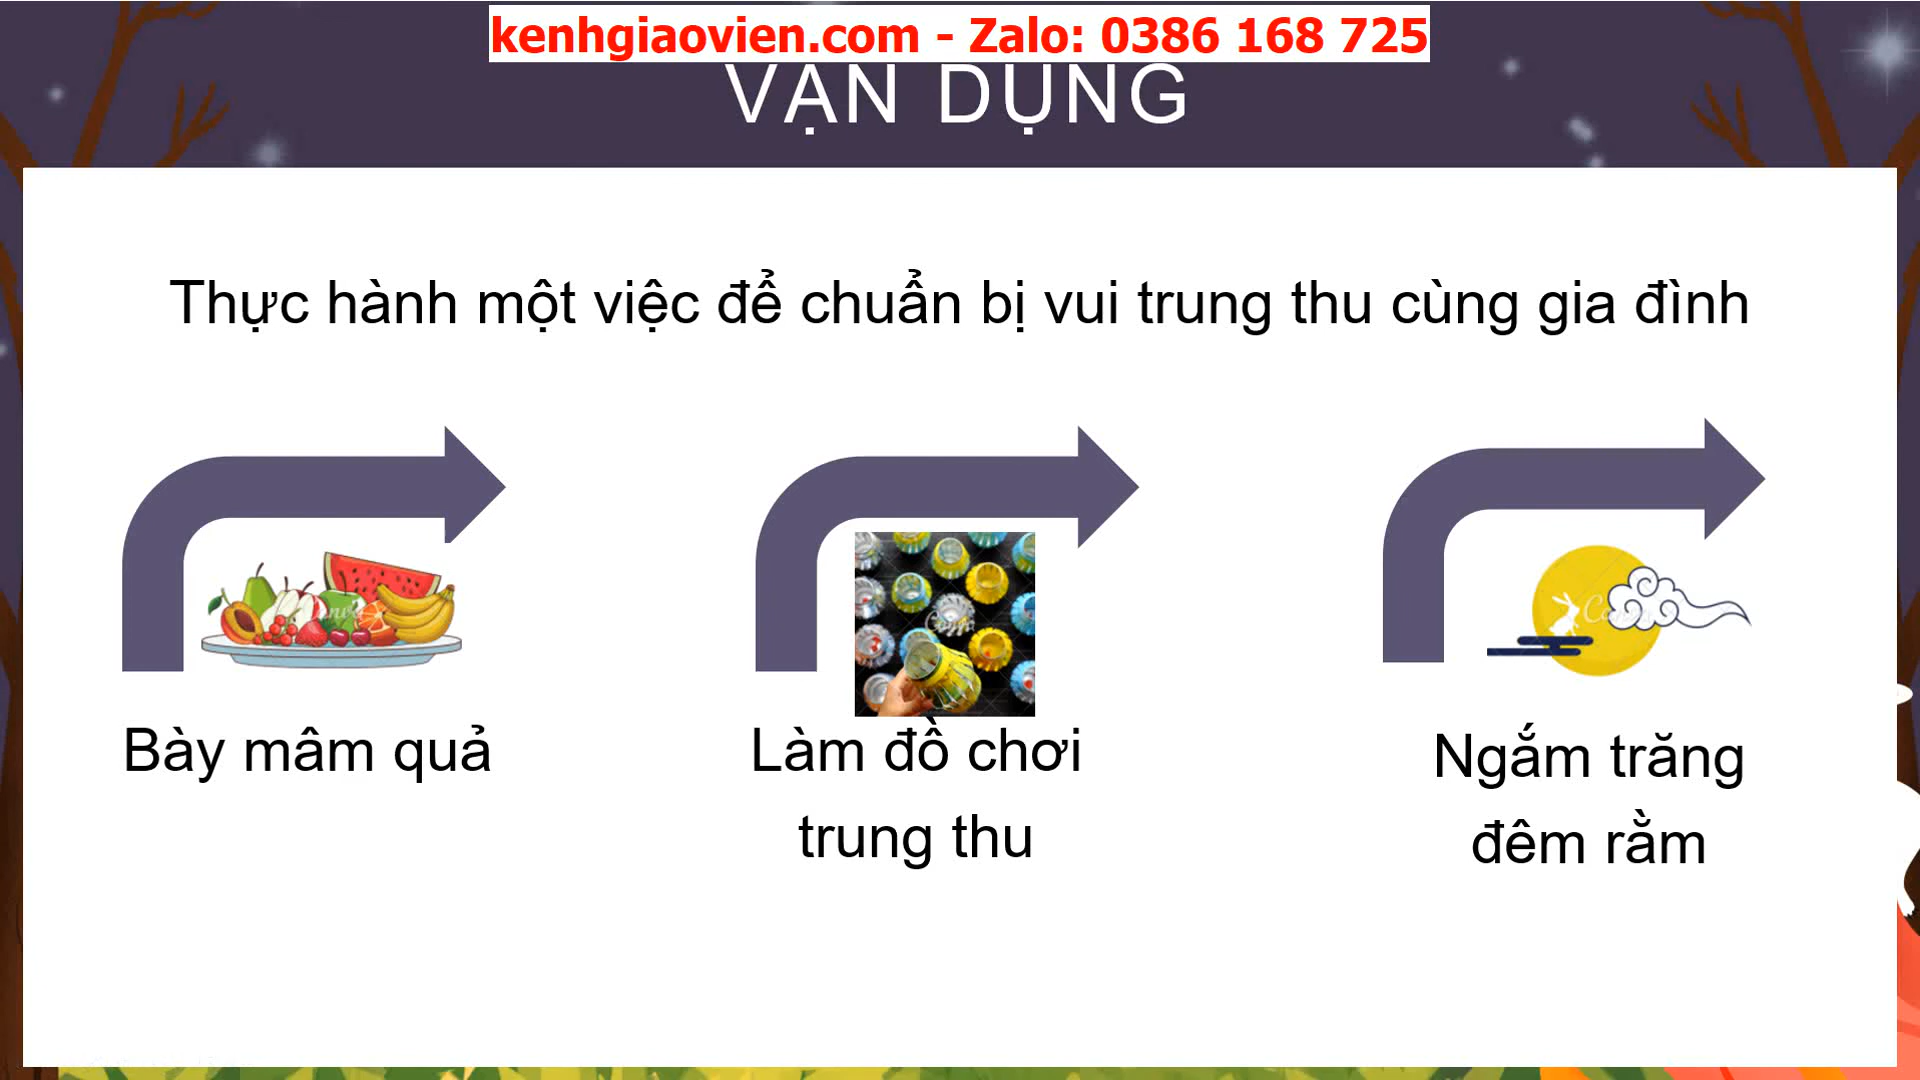 kenhgiaovien.com - Zalo: 0386 168 725
VẬN DỤNG
Thực hành một việc để chuẩn bị vui trung thu cùng gia đình
Bày mâm quả
Làm đồ chơi
trung thu
Ngắm trăng
đêm rằm